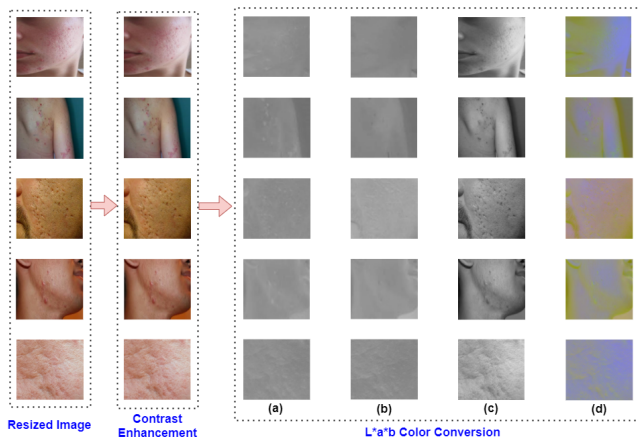 (a) (b) (c) (d)
Resized Image
Contrast
Enhancement
L*a*b Color Conversion